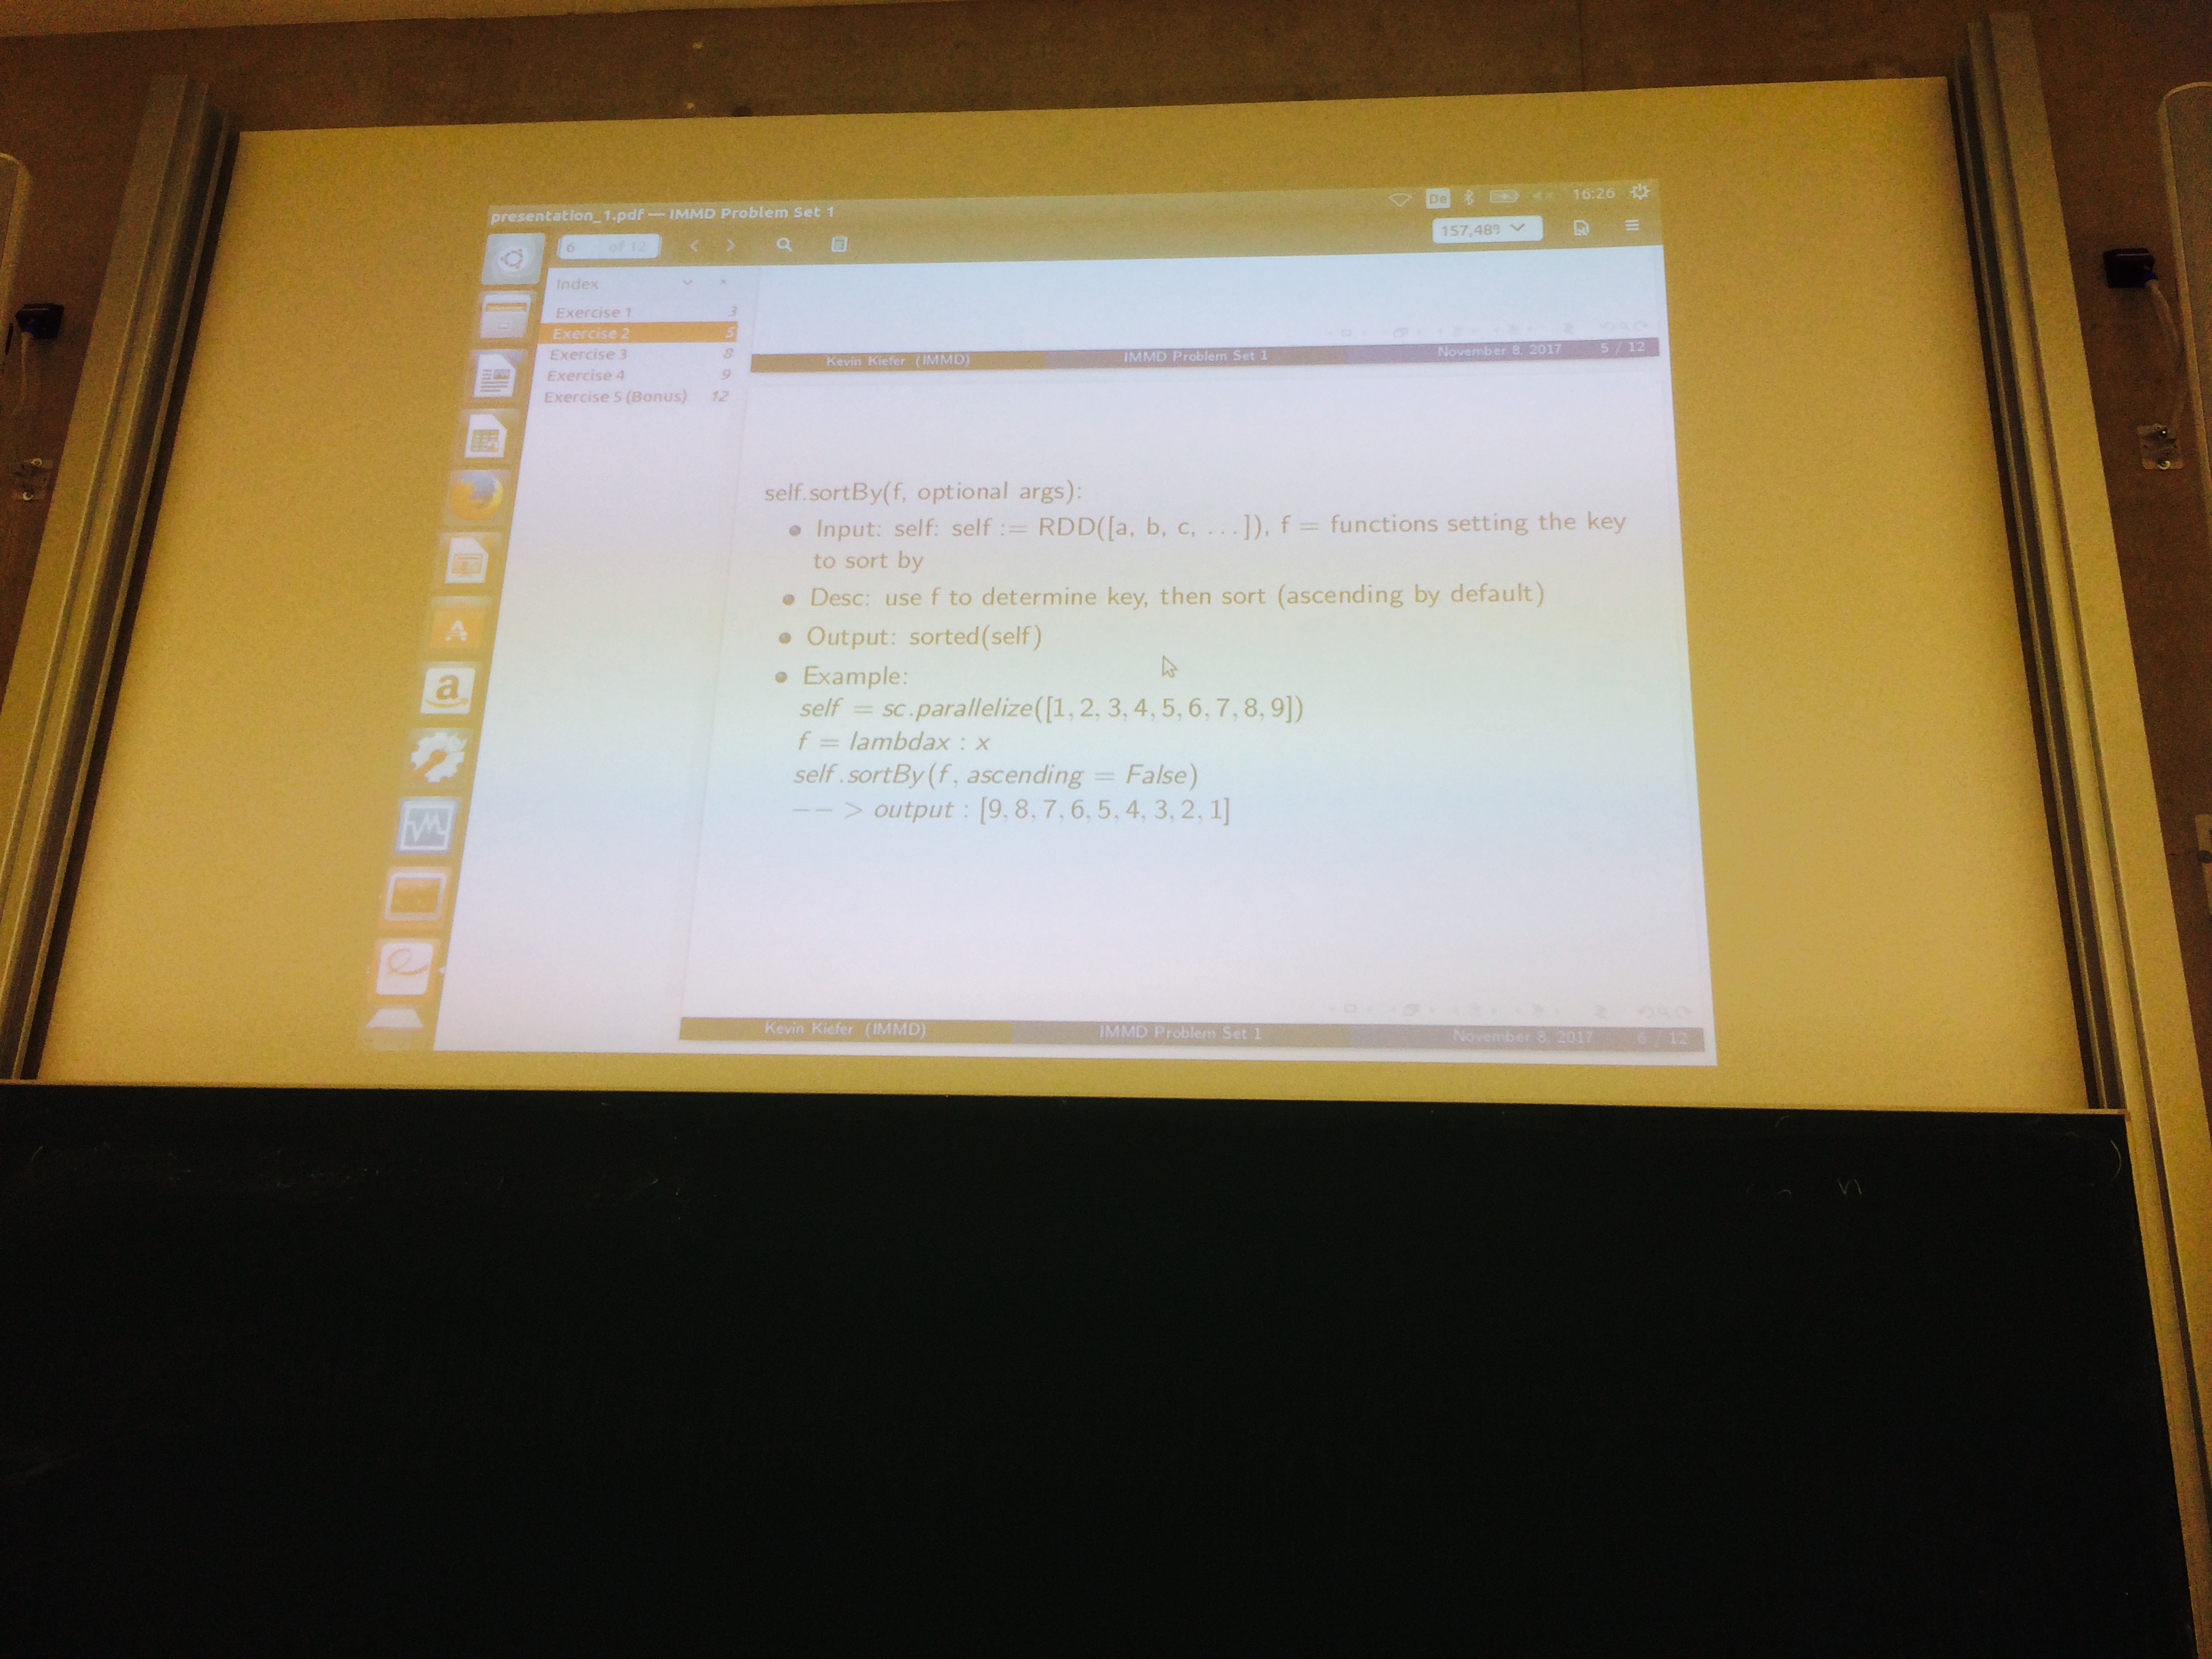 presentation_1.pdf — IMMD Problem Set 1
De
16:26
6 of 12
157,48%
Index
Exercise 1 3
Exercise 2 5
Exercise 3 8
Exercise 4 9
Exercise 5 (Bonus) 12
Kevin Kiefer (IMMD) IMMD Problem Set 1 November 8, 2017 5 / 12
self.sortBy(f, optional args):
Input: self: self := RDD([a, b, c, ...]), f = functions setting the key
to sort by
Desc: use f to determine key, then sort (ascending by default)
Output: sorted(self)
Example:
self = sc.parallelize([1, 2, 3, 4, 5, 6, 7, 8, 9])
f = lambdax : x
self.sortBy(f, ascending = False)
−− > output : [9, 8, 7, 6, 5, 4, 3, 2, 1]
Kevin Kiefer (IMMD) IMMD Problem Set 1 November 8, 2017 6 / 12
n